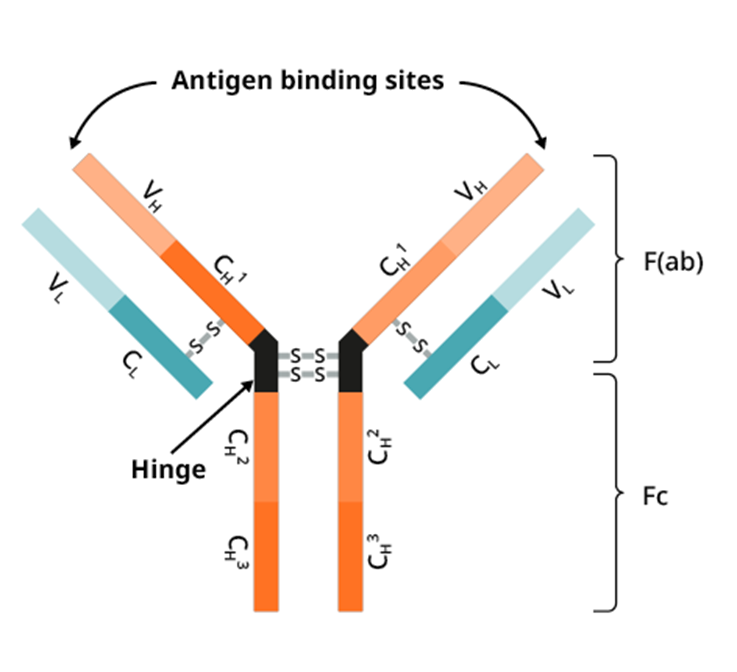 Antigen binding sites
VH
VH
CH1
CH1
F(ab)
VL
VL
S S
S S
CL
CL
S S
S S
Hinge
CH2
CH2
Fc
CH3
CH3